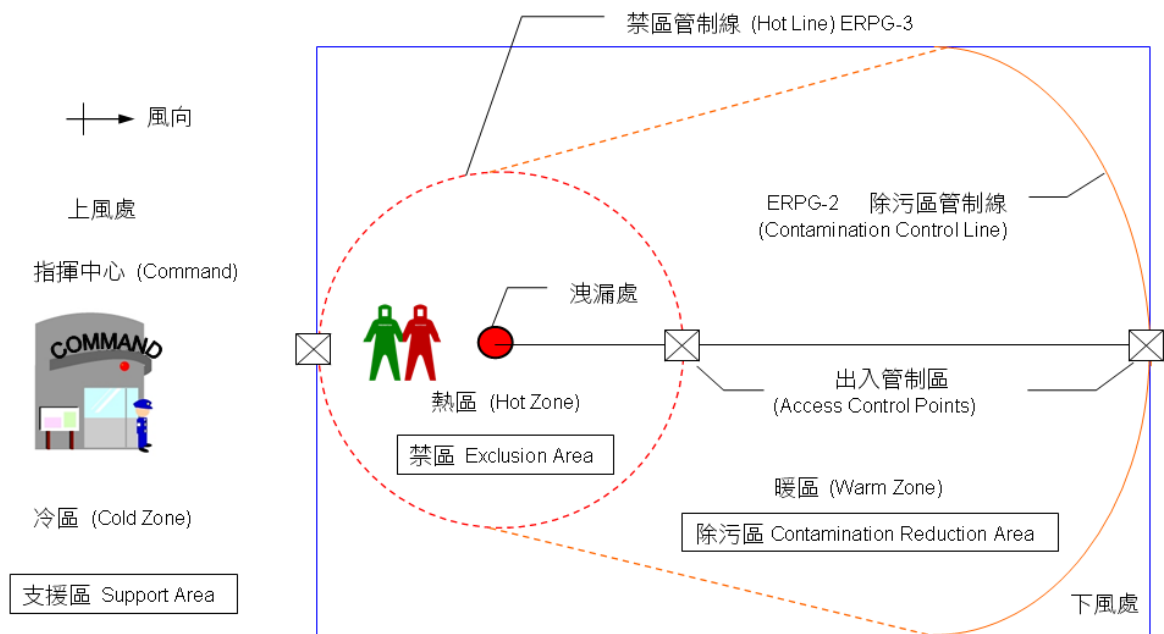 禁區管制線 (Hot Line) ERPG-3
風向
上風處
ERPG-2 除污區管制線
(Contamination Control Line)
指揮中心 (Command)
洩漏處
COMMAND
出入管制區
(Access Control Points)
熱區 (Hot Zone)
禁區 Exclusion Area
暖區 (Warm Zone)
冷區 (Cold Zone)
除污區 Contamination Reduction Area
支援區 Support Area
下風處